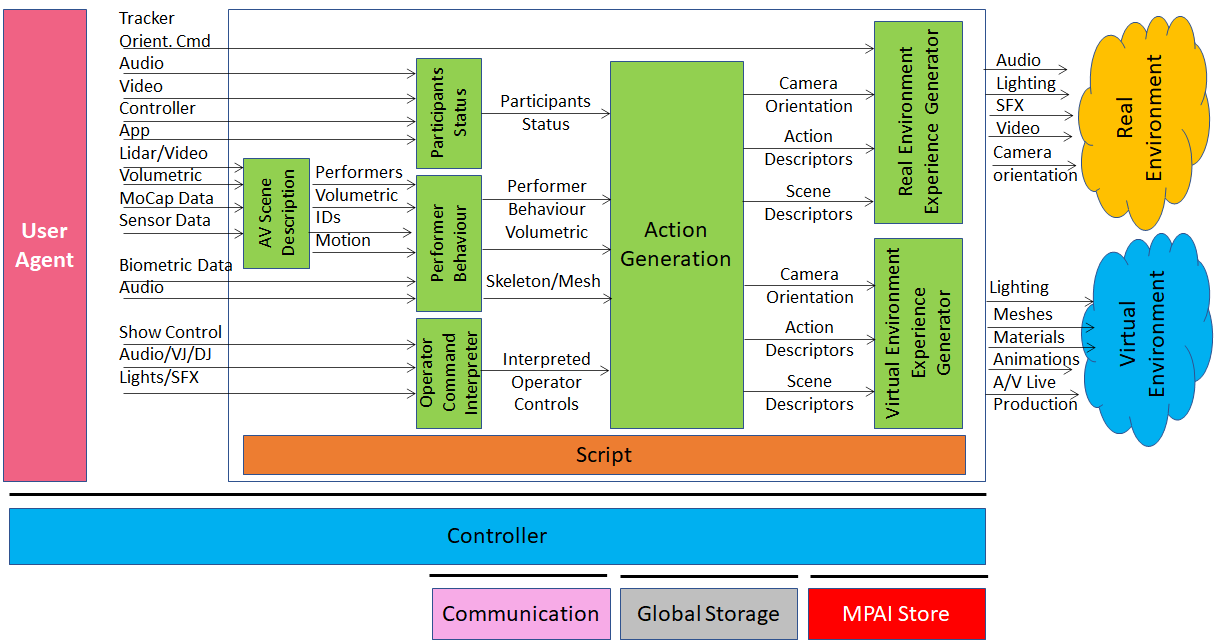 User
Agent
Tracker
Orient. Cmd
Audio
Video
Controller
App
Lidar/Video
Volumetric
MoCap Data
Sensor Data
Biometric Data
Audio
Show Control
Audio/VJ/DJ
Lights/SFX
AV Scene
Description
Performers
Volumetric
IDs
Motion
Participants
Status
Performer
Behaviour
Operator
Command
Interpreter
Participants
Status
Performer
Behaviour
Volumetric
Skeleton/Mesh
Interpreted
Operator
Controls
Action
Generation
Camera
Orientation
Action
Descriptors
Scene
Descriptors
Camera
Orientation
Action
Descriptors
Scene
Descriptors
Real Environment
Experience Generator
Virtual Environment
Experience
Generator
Audio
Lighting
SFX
Video
Camera
orientation
Lighting
Meshes
Materials
Animations
A/V Live
Production
Real
Environment
Virtual
Environment
Script
Controller
Communication
Global Storage
MPAI Store